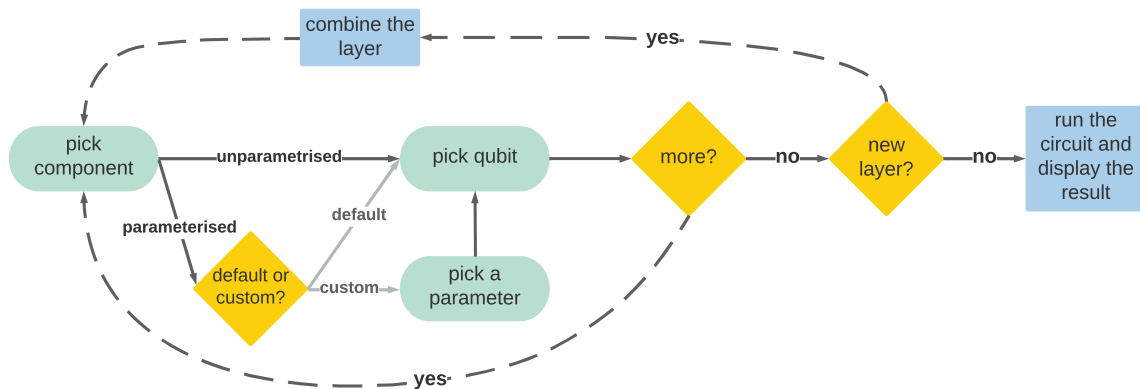 combine the
layer
yes
pick
component
unparametrised
pick qubit
more?
no
new
layer?
no
run the
circuit and
display the
result
parameterised
default
default or
custom?
custom
pick a
parameter
yes